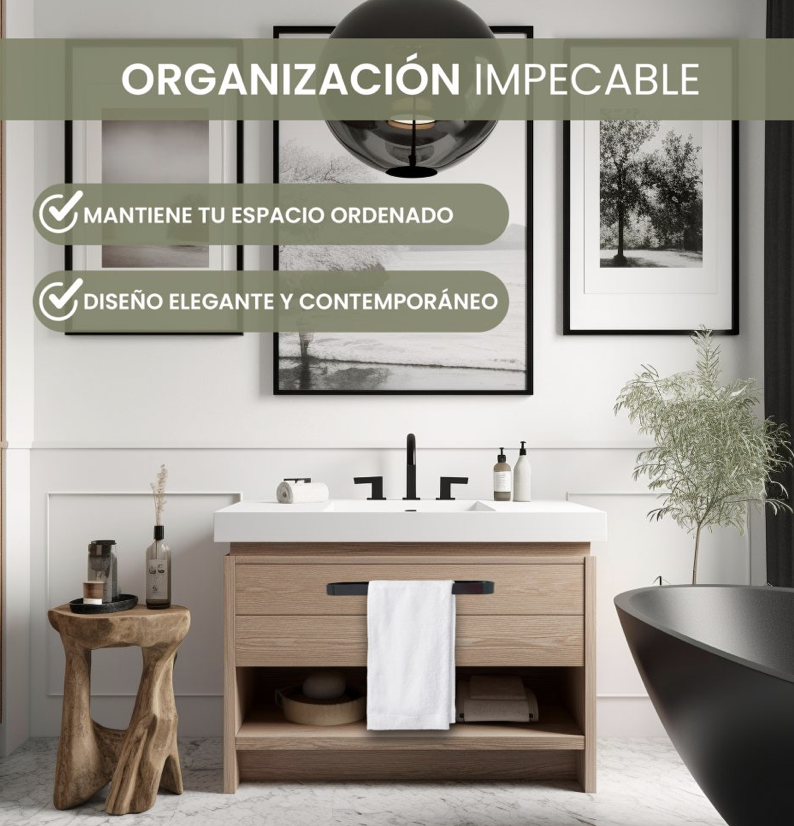 ORGANIZACIÓN IMPECABLE
MANTIENE TU ESPACIO ORDENADO
DISEÑO ELEGANTE Y CONTEMPORÁNEO